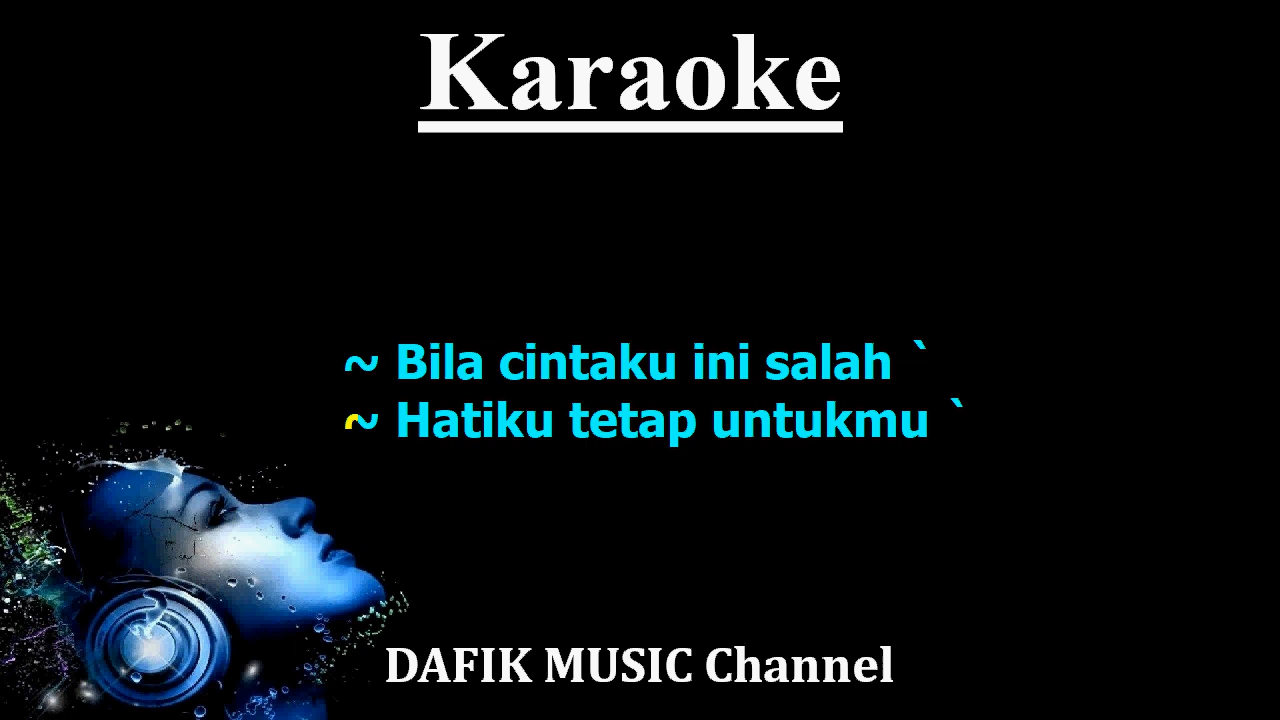 Karaoke
~ Bila cintaku ini salah `
~ Hatiku tetap untukmu `
DAFIK MUSIC Channel